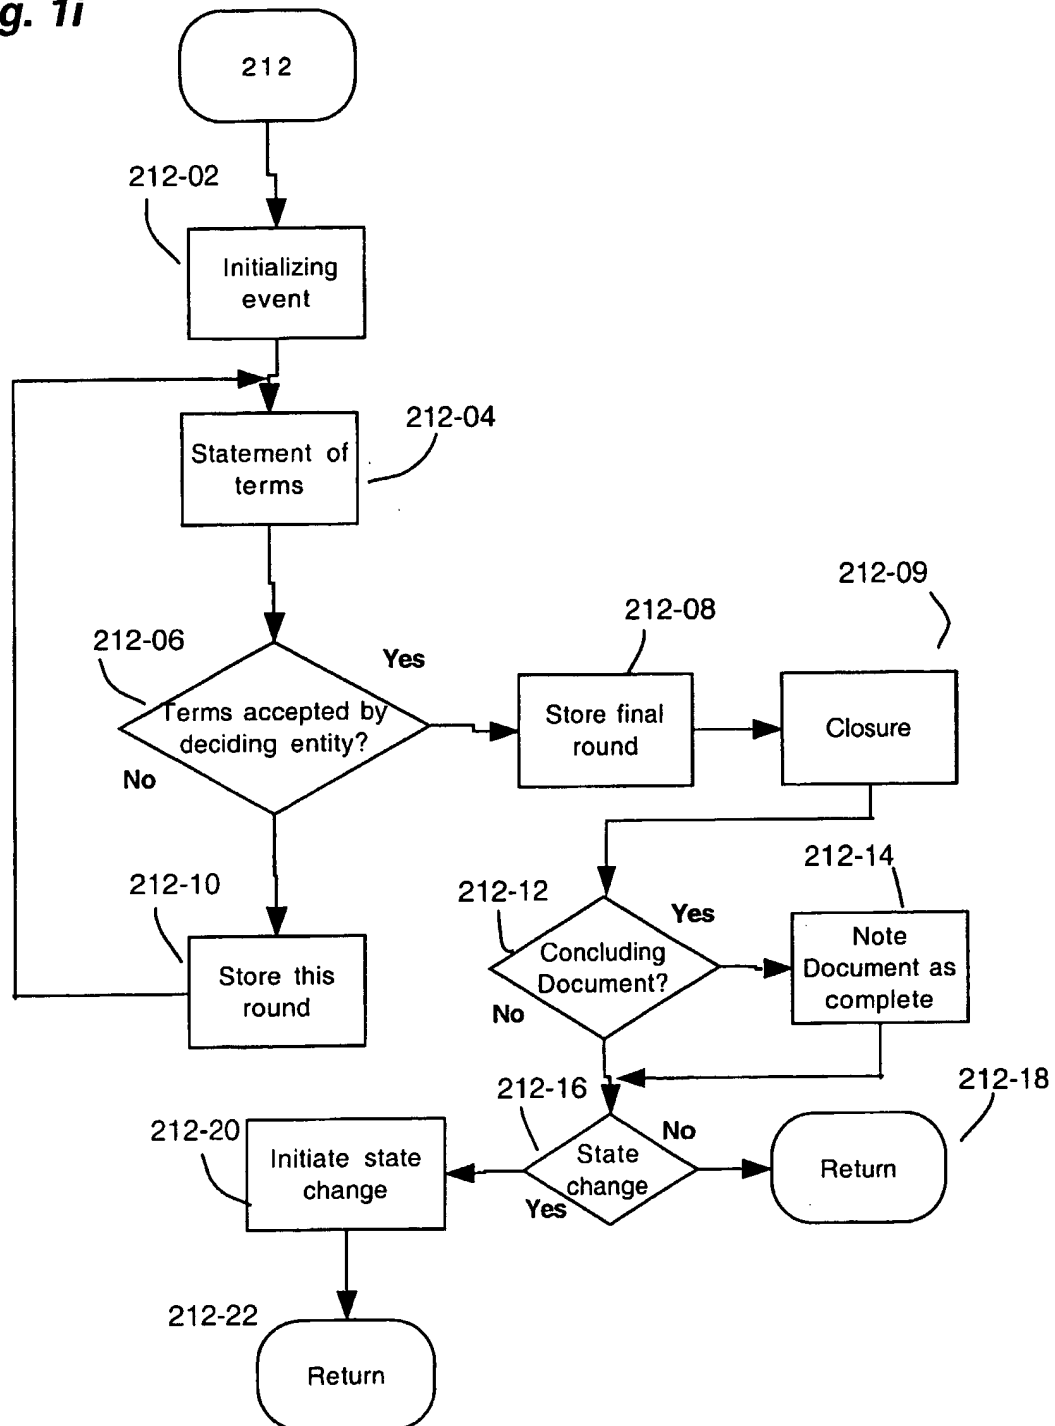 g. 1i
212
212-02
Initializing
event
212-04
Statement of
terms
212-09
212-08
212-06
Yes
Terms accepted by
deciding entity?
No
Store final
round
Closure
212-14
212-10
212-12
Yes
Store this
round
Concluding
Document?
No
Note
Document as
complete
212-16
212-18
212-20
No
Initiate state
change
State
change
Yes
Return
212-22
Return